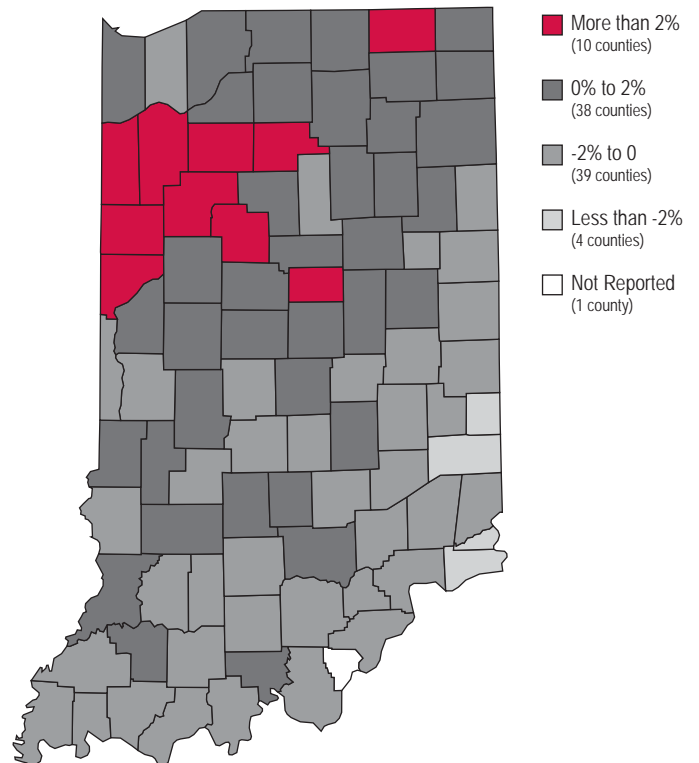 More than 2%
(10 counties)
0% to 2%
(38 counties)
-2% to 0
(39 counties)
Less than -2%
(4 counties)
Not Reported
(1 county)